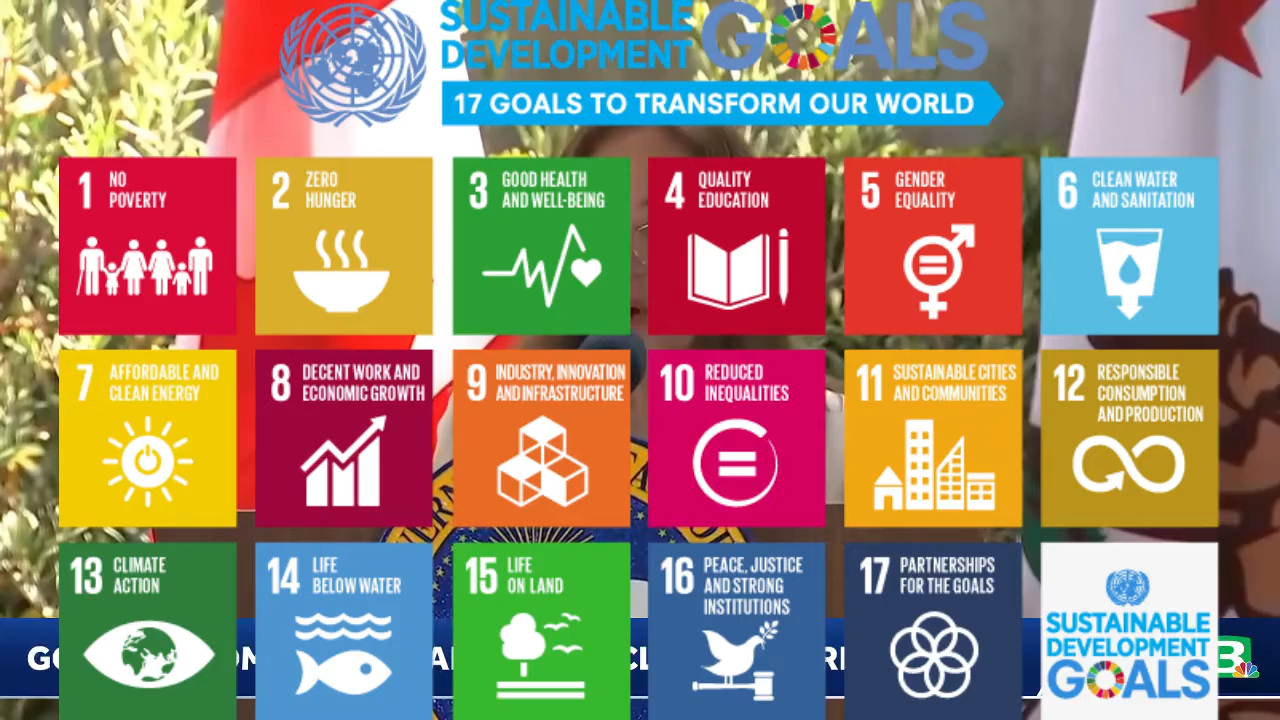 SUSTAINABLE
DEVELOPMENT GOALS
17 GOALS TO TRANSFORM OUR WORLD
1 NO
POVERTY
2 ZERO
HUNGER
3 GOOD HEALTH
AND WELL-BEING
4 QUALITY
EDUCATION
5 GENDER
EQUALITY
6 CLEAN WATER
AND SANITATION
7 AFFORDABLE AND
CLEAN ENERGY
8 DECENT WORK AND
ECONOMIC GROWTH
9 INDUSTRY, INNOVATION
AND INFRASTRUCTURE
10 REDUCED
INEQUALITIES
11 SUSTAINABLE CITIES
AND COMMUNITIES
12 RESPONSIBLE
CONSUMPTION
AND PRODUCTION
13 CLIMATE
ACTION
14 LIFE
BELOW WATER
15 LIFE
ON LAND
16 PEACE, JUSTICE
AND STRONG
INSTITUTIONS
17 PARTNERSHIPS
FOR THE GOALS
SUSTAINABLE
DEVELOPMENT
GOALS
3